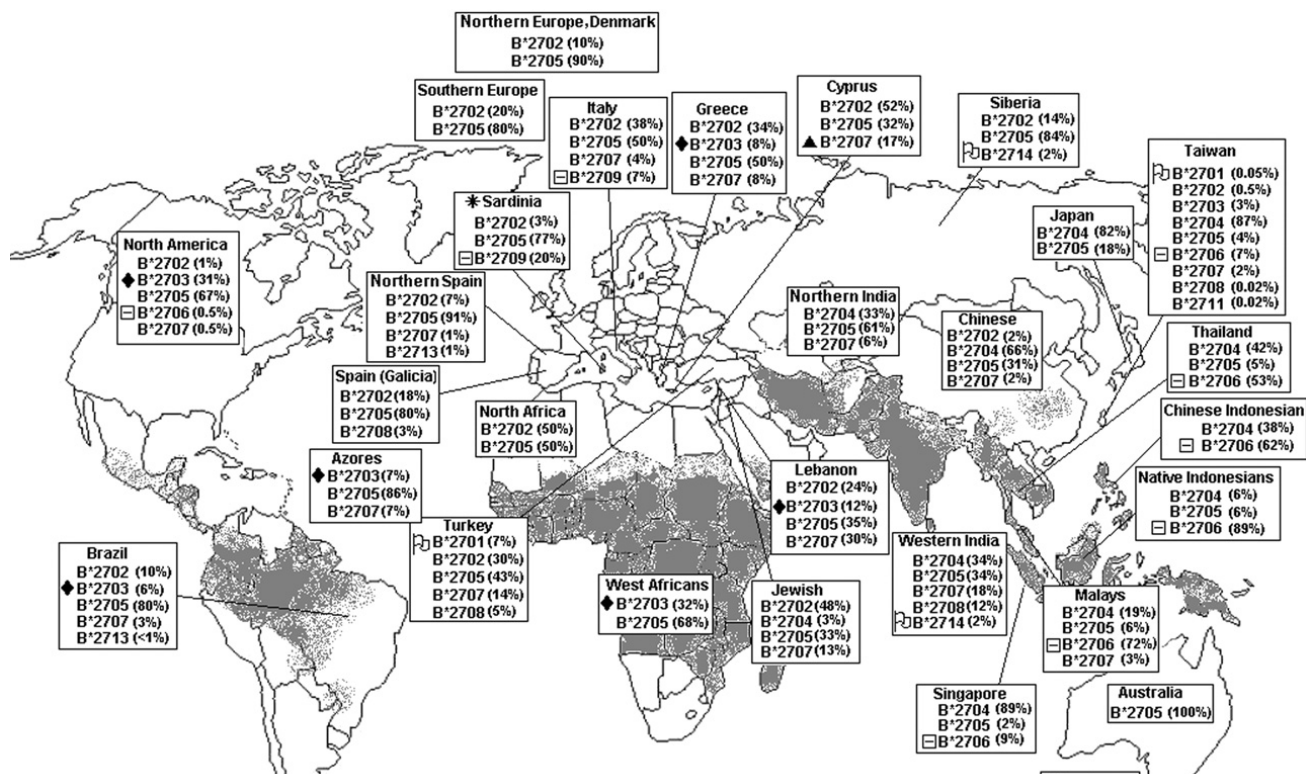 Northern Europe,Denmark
B*2702 (10%)
B*2705 (90%)
Southern Europe
B*2702 (20%)
B*2705 (80%)
Italy
B*2702 (38%)
B*2705 (50%)
B*2707 (4%)
B*2709 (7%)
Greece
B*2702 (34%)
B*2703 (8%)
B*2705 (50%)
B*2707 (8%)
Cyprus
B*2702 (52%)
B*2705 (32%)
B*2707 (17%)
Siberia
B*2702 (14%)
B*2705 (84%)
B*2714 (2%)
Taiwan
B*2701 (0.05%)
B*2702 (0.5%)
B*2703 (3%)
B*2704 (87%)
B*2705 (4%)
B*2706 (7%)
B*2707 (2%)
B*2708 (0.02%)
B*2711 (0.02%)
Sardinia
B*2702 (3%)
B*2705 (77%)
B*2709 (20%)
Japan
B*2704 (82%)
B*2705 (18%)
North America
B*2702 (1%)
B*2703 (31%)
B*2705 (67%)
B*2706 (0.5%)
B*2707 (0.5%)
Northern Spain
B*2702 (7%)
B*2705 (91%)
B*2707 (1%)
B*2713 (1%)
Northern India
B*2704 (33%)
B*2705 (61%)
B*2707 (6%)
Chinese
B*2702 (2%)
B*2704 (66%)
B*2705 (31%)
B*2707 (2%)
Thailand
B*2704 (42%)
B*2705 (5%)
B*2706 (53%)
Spain (Galicia)
B*2702 (18%)
B*2705 (80%)
B*2708 (3%)
North Africa
B*2702 (50%)
B*2705 (50%)
Chinese Indonesian
B*2704 (38%)
B*2706 (62%)
Azores
B*2703 (7%)
B*2705 (86%)
B*2707 (7%)
Lebanon
B*2702 (24%)
B*2703 (12%)
B*2705 (35%)
B*2707 (30%)
Native Indonesians
B*2704 (6%)
B*2705 (6%)
B*2706 (89%)
Turkey
B*2701 (7%)
B*2702 (30%)
B*2705 (43%)
B*2707 (14%)
B*2708 (5%)
Western India
B*2704 (34%)
B*2705 (34%)
B*2707 (18%)
B*2708 (12%)
B*2714 (2%)
Brazil
B*2702 (10%)
B*2703 (6%)
B*2705 (80%)
B*2707 (3%)
B*2713 (<1%)
West Africans
B*2703 (32%)
B*2705 (68%)
Jewish
B*2702 (48%)
B*2704 (3%)
B*2705 (33%)
B*2707 (13%)
Malays
B*2704 (19%)
B*2705 (6%)
B*2706 (72%)
B*2707 (3%)
Singapore
B*2704 (89%)
B*2705 (2%)
B*2706 (9%)
Australia
B*2705 (100%)